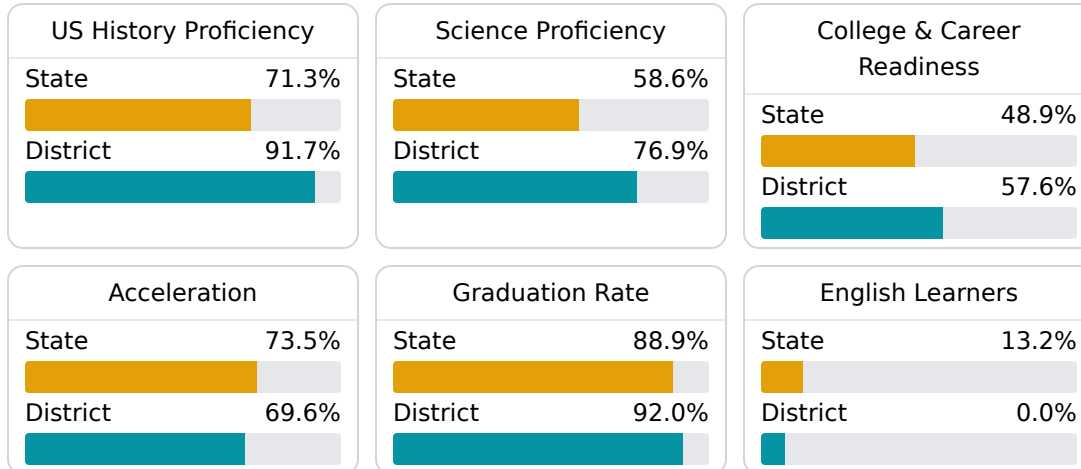 US History Proficiency
State 71.3%
District 91.7%
Science Proficiency
State 58.6%
District 76.9%
College & Career
Readiness
State 48.9%
District 57.6%
Acceleration
State 73.5%
District 69.6%
Graduation Rate
State 88.9%
District 92.0%
English Learners
State 13.2%
District 0.0%